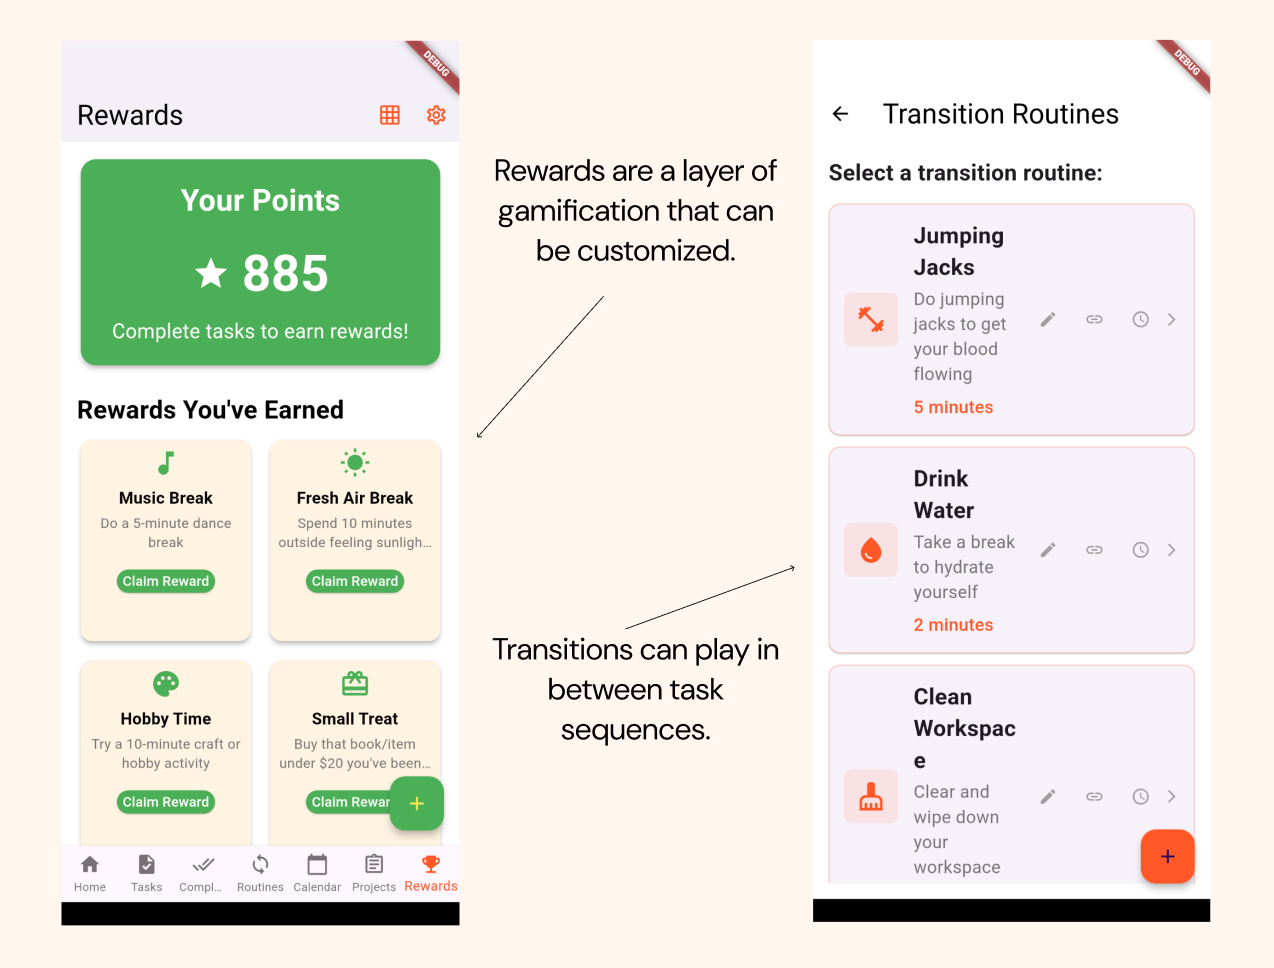 DEBUG
Rewards
Your Points
885
Complete tasks to earn rewards!
Rewards You've Earned
Music Break
Do a 5-minute dance
break
Claim Reward
Fresh Air Break
Spend 10 minutes
outside feeling sunligh...
Claim Reward
Hobby Time
Try a 10-minute craft or
hobby activity
Claim Reward
Small Treat
Buy that book/item
under $20 you've been...
Claim Rewar
+
Home
Tasks
Compl...
Routines
Calendar
Projects
Rewards
Rewards are a layer of
gamification that can
be customized.
Transitions can play in
between task
sequences.
DEBUG
Transition Routines
Select a transition routine:
Jumping
Jacks
Do jumping
jacks to get
your blood
flowing
5 minutes
Drink
Water
Take a break
to hydrate
yourself
2 minutes
Clean
Workspac
e
Clear and
wipe down
your
workspace
+